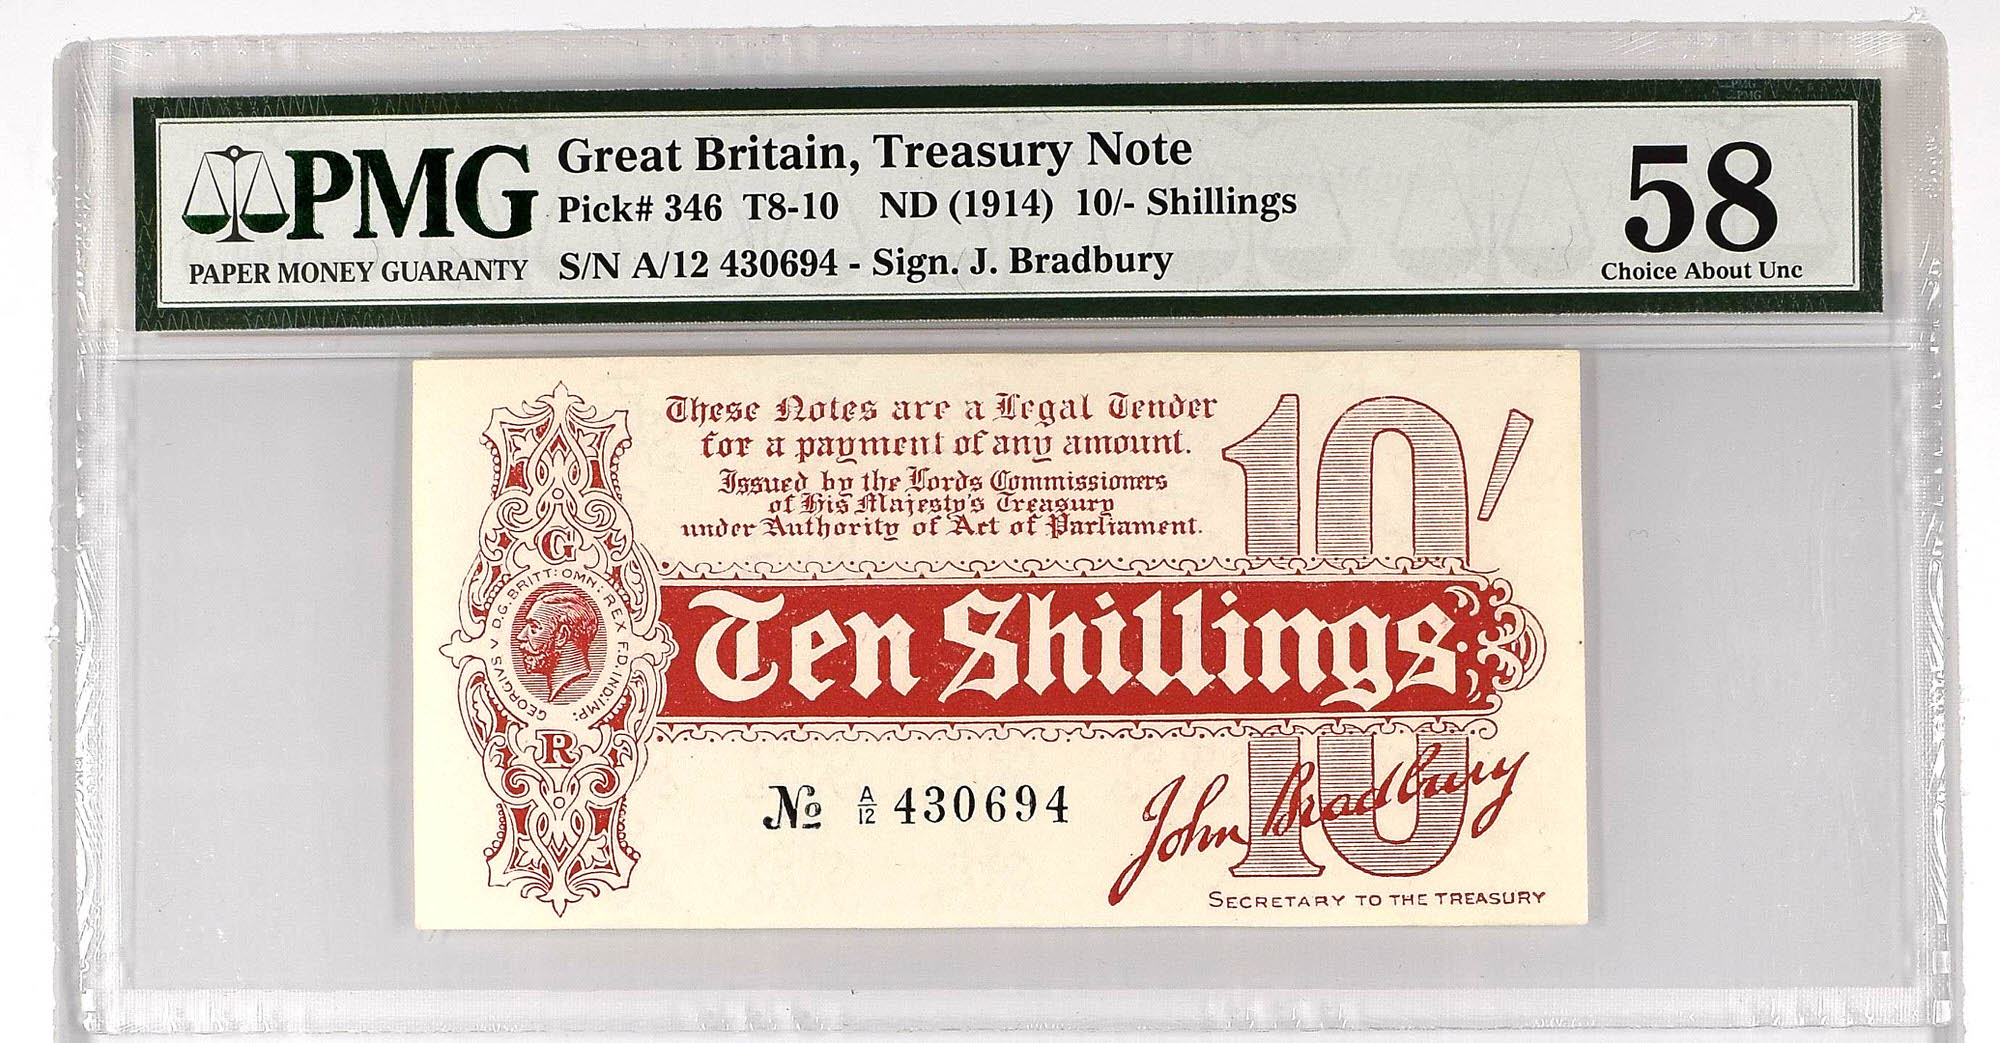 PMG
PAPER MONEY GUARANTY
Great Britain, Treasury Note
Pick# 346 T8-10 ND (1914) 10/- Shillings
S/N A/12 430694 - Sign. J. Bradbury
58
Choice About Unc
These Notes are a Legal Tender
for a payment of any amount.
Issued by the Lords Commissioners
of His Majesty's Treasury
under Authority of Act of Parliament.
10/
G
GEORGIVS V D.G. BRITT: OMN: REX F.D. IND: IMP:
R
Ten Shillings
10
№ A/12 430694
John Bradbury
SECRETARY TO THE TREASURY